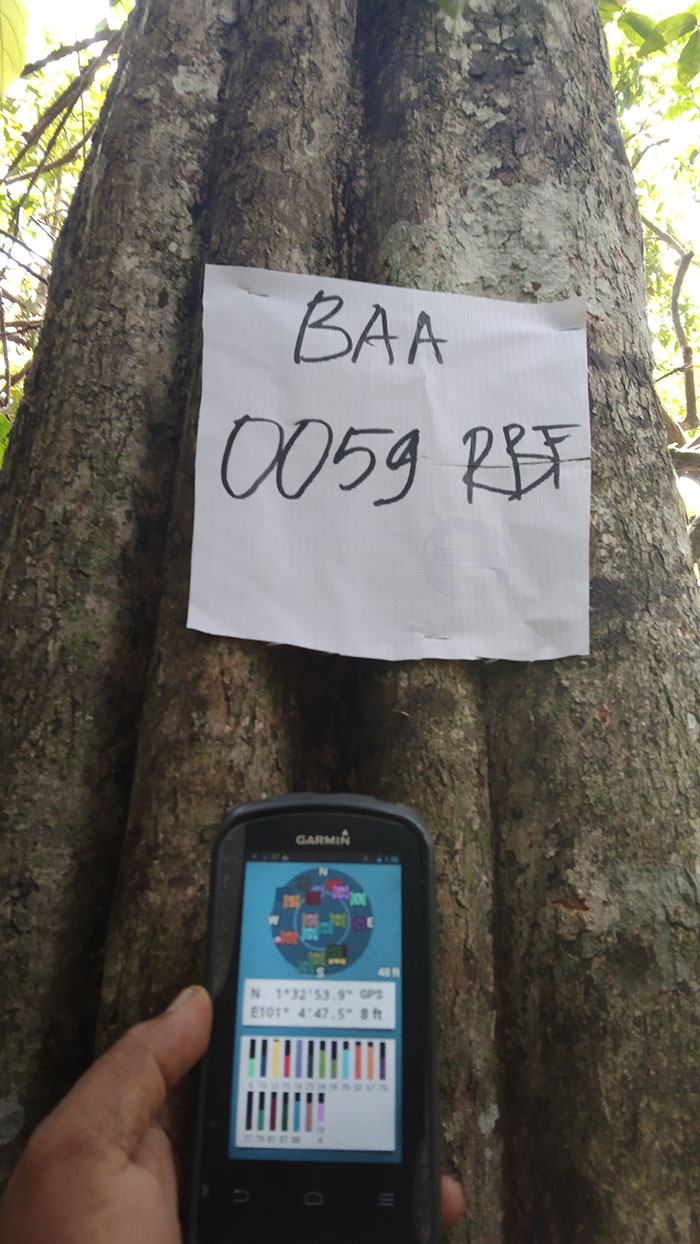 BAA
0059 RBF
GARMIN
N
W E
S
48 ft
N 1°32'53.9" GPS
E101° 4'47.5" 8 ft